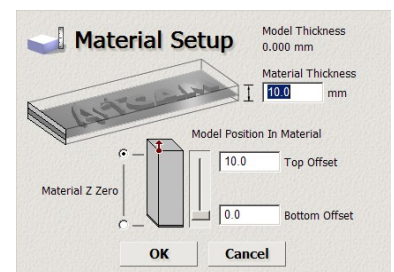 Material Setup
Model Thickness
0.000 mm
Material Thickness
10.0 mm
Model Position In Material
10.0 Top Offset
Material Z Zero
0.0 Bottom Offset
OK Cancel